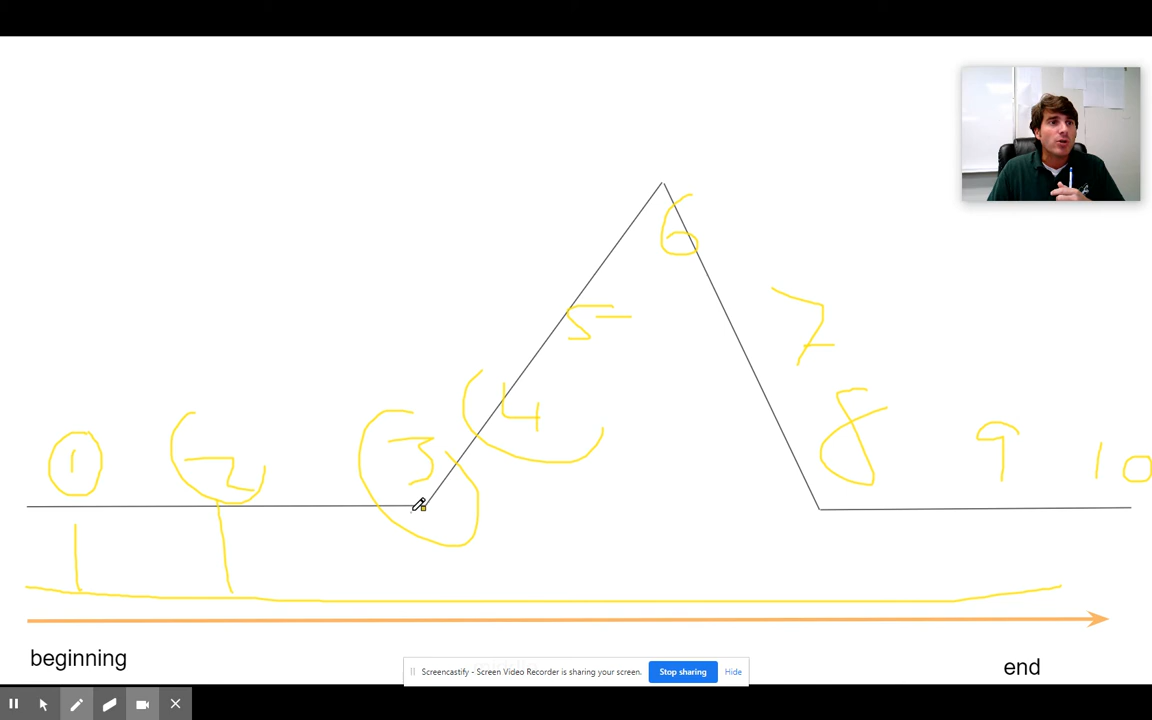 6
5
7
4
8
3
9
10
1
2
beginning
end
Screencastify - Screen Video Recorder is sharing your screen.
Stop sharing
Hide